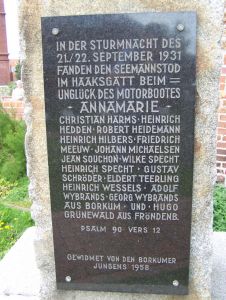 IN DER STURMNACHT DES
21./22. SEPTEMBER 1931
FANDEN DEN SEEMANNSTOD
IM HAAKSGATT BEIM =
UNGLÜCK DES MOTORBOOTES
- ANNAMARIE -
CHRISTIAN HARMS · HEINRICH
HEDDEN · ROBERT HEIDEMANN
HEINRICH HILBERS · FRIEDRICH
MEEUW · JOHANN MICHAELSEN
JEAN SOUCHON · WILKE SPECHT
HEINRICH SPECHT · GUSTAV
SCHRÖDER · ELDERT TEERLING
HEINRICH WESSELS · ADOLF
WYBRANDS · GEORG WYBRANDS
AUS BORKUM - UND · HUGO
GRUNEWALD AUS FRÖNDENB.
PSALM 90 VERS 12
GEWIDMET VON DEN BORKUMER
JUNGENS 1958